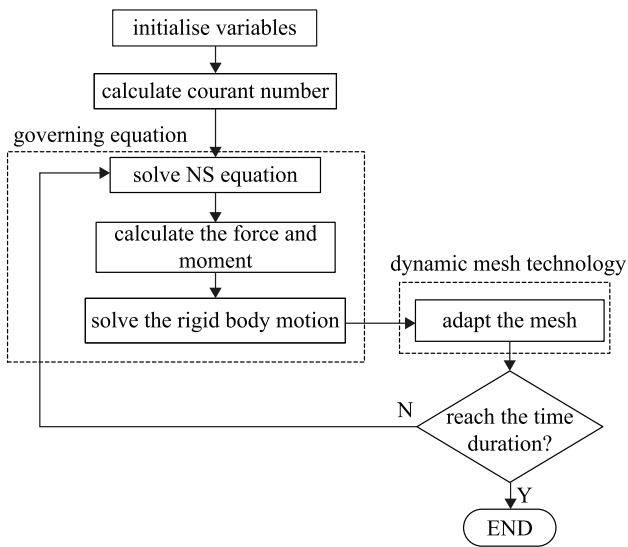 initialise variables
calculate courant number
governing equation
solve NS equation
calculate the force and
moment
solve the rigid body motion
dynamic mesh technology
adapt the mesh
reach the time
duration?
N
Y
END